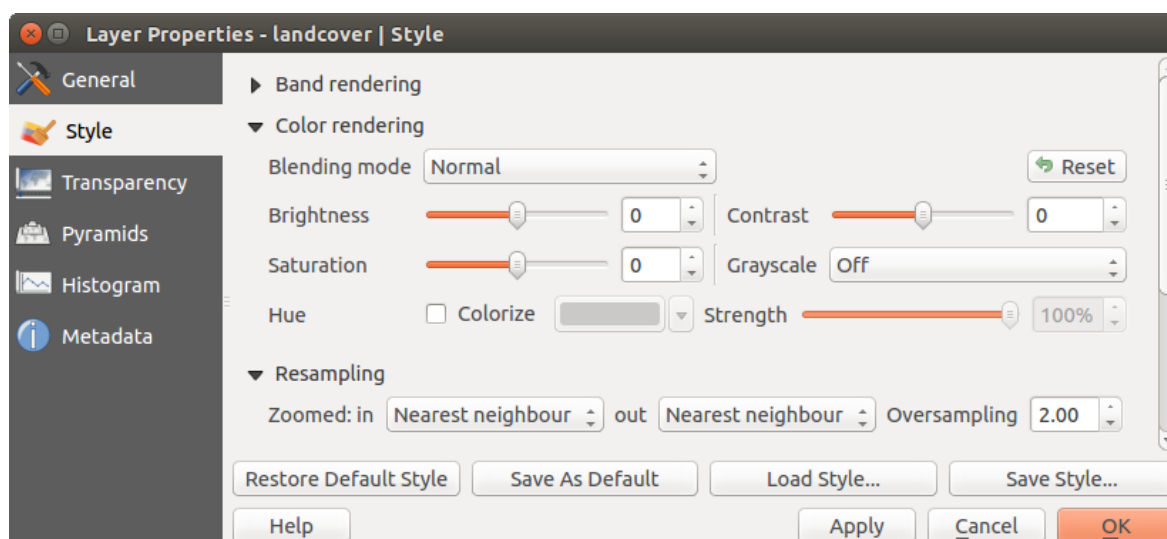 Layer Properties - landcover | Style
General
Style
Transparency
Pyramids
Histogram
Metadata
Band rendering
Color rendering
Blending mode Normal Reset
Brightness 0 Contrast 0
Saturation 0 Grayscale Off
Hue Colorize Strength 100%
Resampling
Zoomed: in Nearest neighbour out Nearest neighbour Oversampling 2.00
Restore Default Style Save As Default Load Style... Save Style...
Help Apply Cancel OK